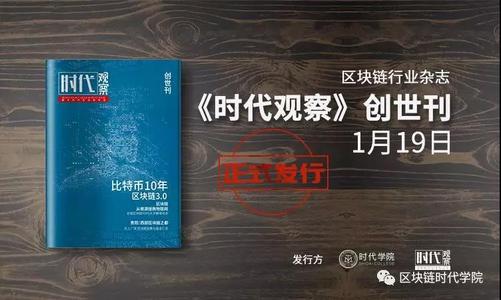 时代
观察
创世刊
比特币10年
区块链3.0
区块链行业杂志
《时代观察》创世刊
1月19日
正式发行
发行方
时代学院
SHIDAI COLLEGE
时代
观察
区块链时代学院